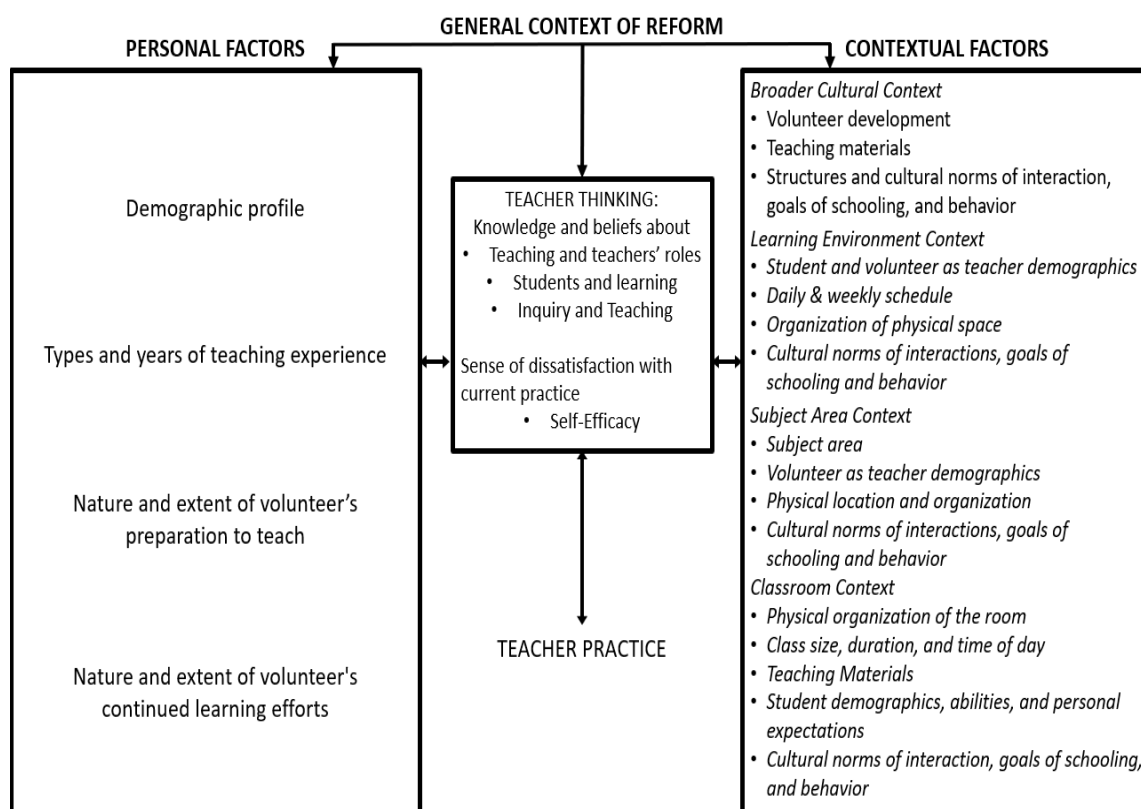 GENERAL CONTEXT OF REFORM
PERSONAL FACTORS
Demographic profile
Types and years of teaching experience
Nature and extent of volunteer’s
preparation to teach
Nature and extent of volunteer's
continued learning efforts
TEACHER THINKING:
Knowledge and beliefs about
• Teaching and teachers’ roles
• Students and learning
• Inquiry and Teaching
Sense of dissatisfaction with
current practice
• Self-Efficacy
TEACHER PRACTICE
CONTEXTUAL FACTORS
Broader Cultural Context
• Volunteer development
• Teaching materials
• Structures and cultural norms of interaction,
goals of schooling, and behavior
Learning Environment Context
• Student and volunteer as teacher demographics
• Daily & weekly schedule
• Organization of physical space
• Cultural norms of interactions, goals of
schooling and behavior
Subject Area Context
• Subject area
• Volunteer as teacher demographics
• Physical location and organization
• Cultural norms of interactions, goals of
schooling and behavior
Classroom Context
• Physical organization of the room
• Class size, duration, and time of day
• Teaching Materials
• Student demographics, abilities, and personal
expectations
• Cultural norms of interaction, goals of schooling,
and behavior